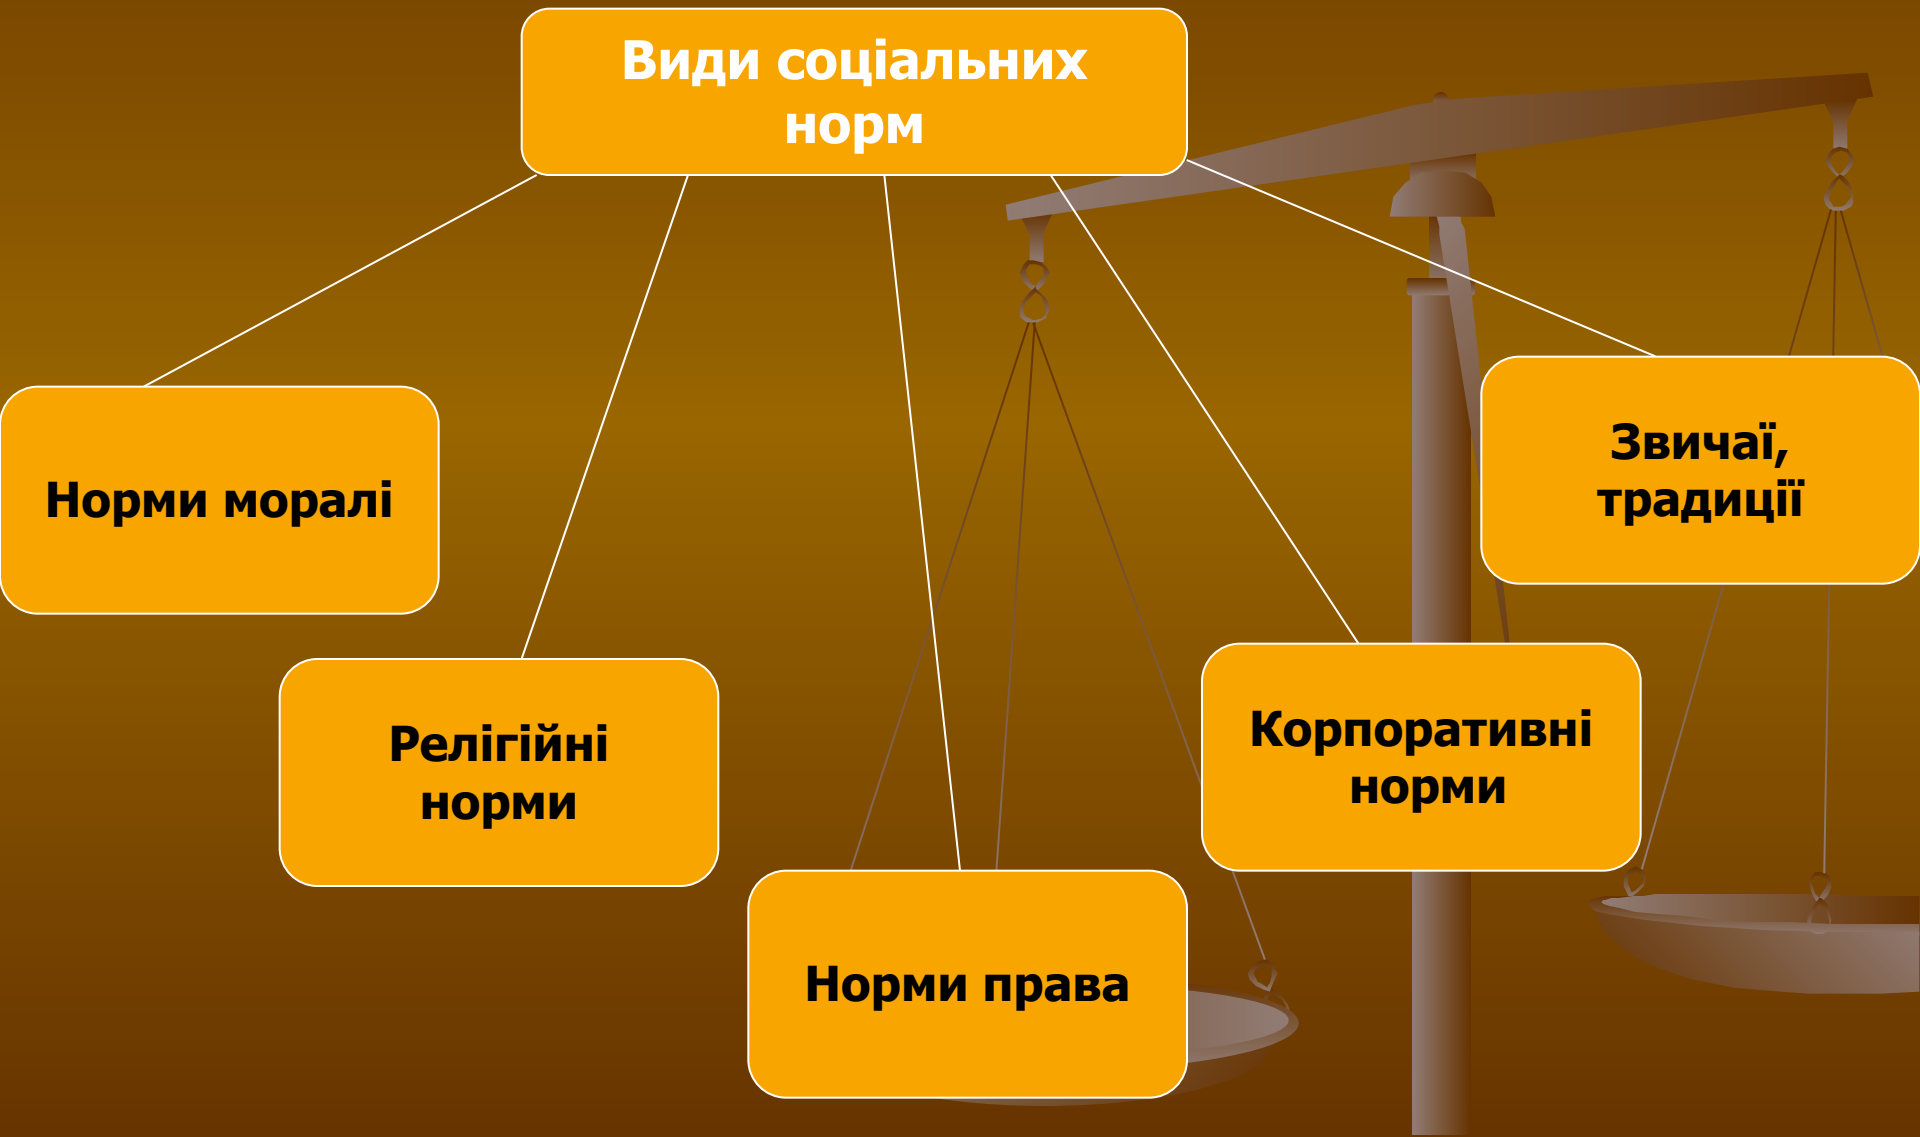 Види соціальних
норм
Норми моралі
Релігійні
норми
Норми права
Корпоративні
норми
Звичаї,
традиції